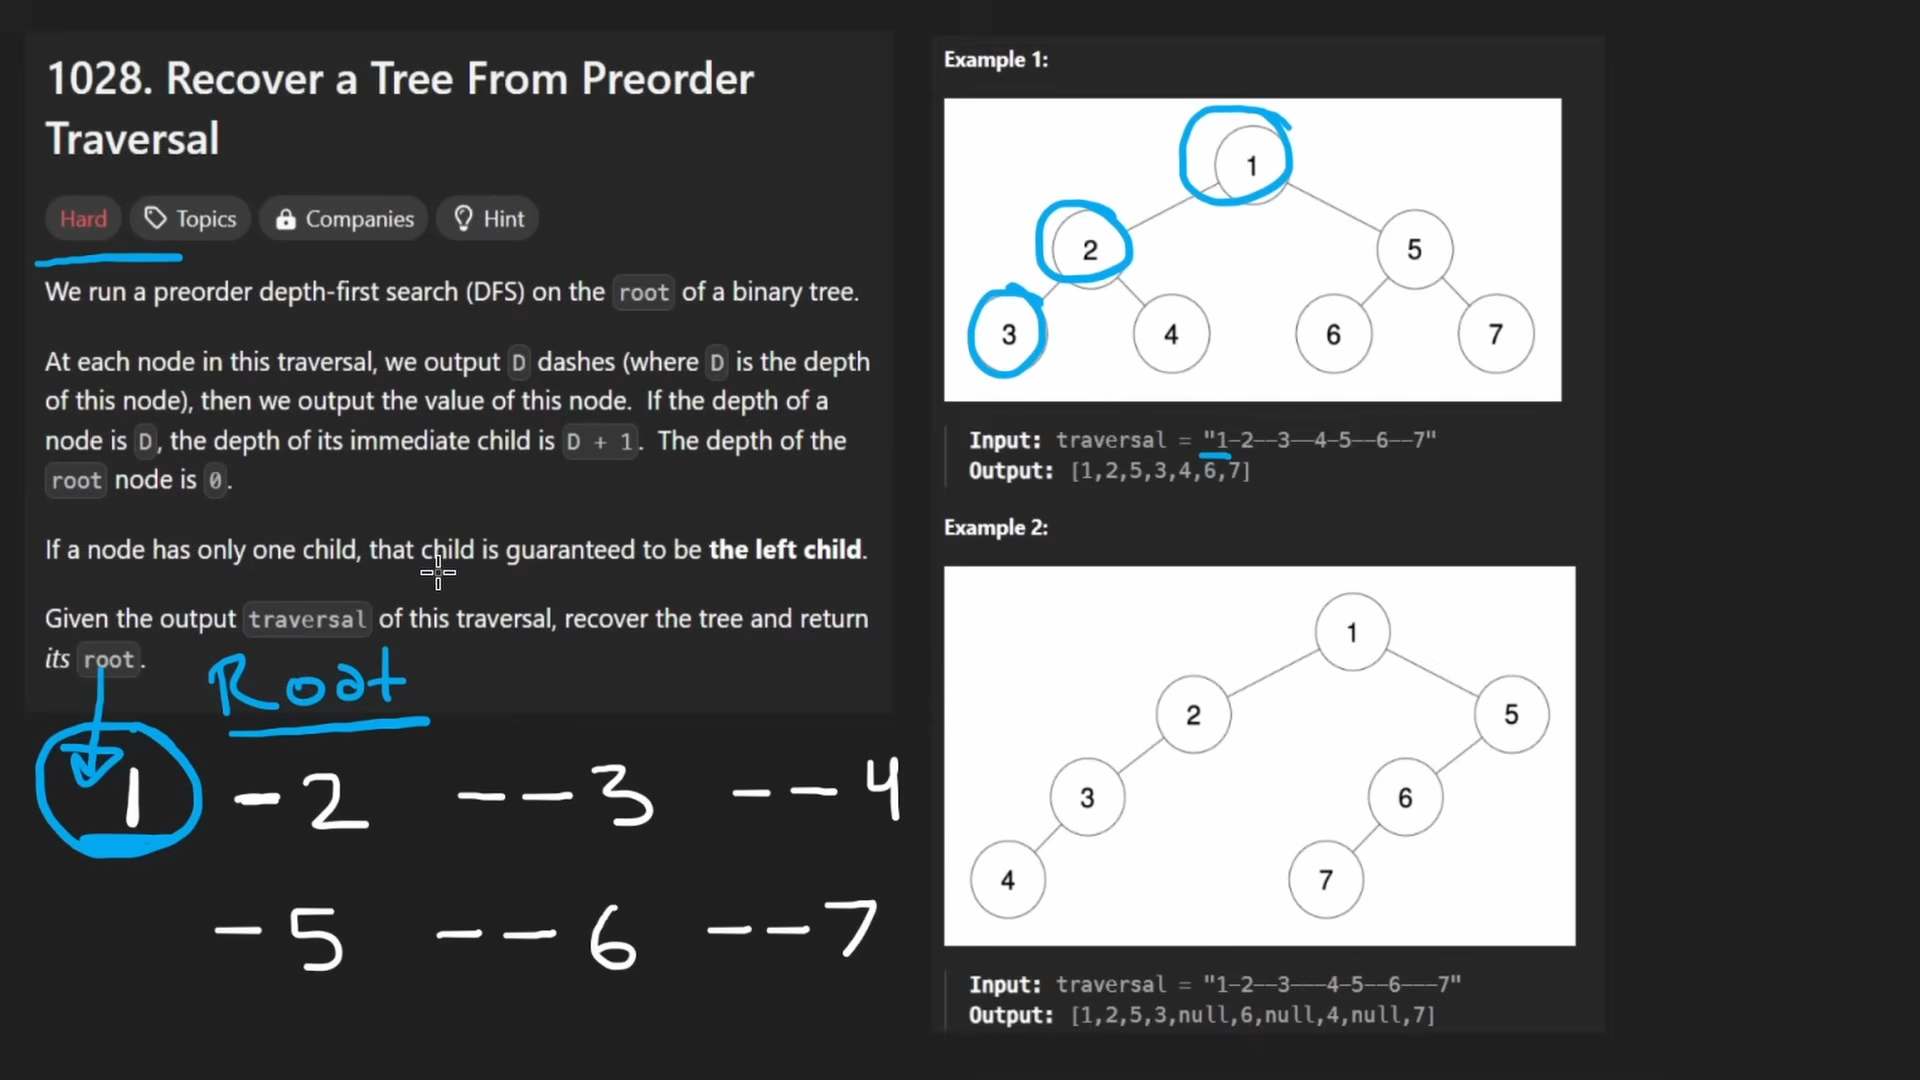 1028. Recover a Tree From Preorder
Traversal
Hard Topics Companies Hint
We run a preorder depth-first search (DFS) on the root of a binary tree.
At each node in this traversal, we output D dashes (where D is the depth
of this node), then we output the value of this node. If the depth of a
node is D, the depth of its immediate child is D + 1. The depth of the
root node is 0.
If a node has only one child, that child is guaranteed to be the left child.
Given the output traversal of this traversal, recover the tree and return
its root.
Root
1 -2 --3 --4
-5 --6 --7
Example 1:
1
2 5
3 4 6 7
Input: traversal = "1-2--3--4-5--6--7"
Output: [1,2,5,3,4,6,7]
Example 2:
1
2 5
3 6
4 7
Input: traversal = "1-2--3---4-5--6---7"
Output: [1,2,5,3,null,6,null,4,null,7]